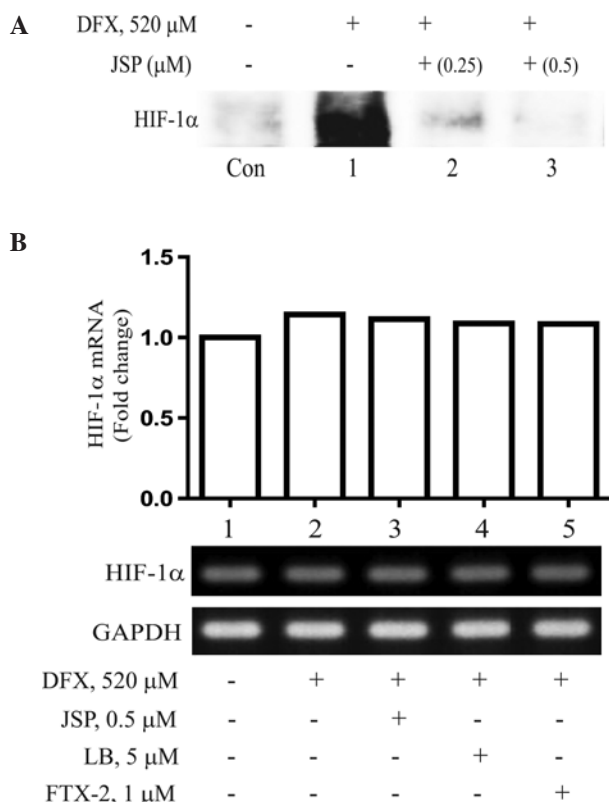 A
DFX, 520 μM - + + +
JSP (μM) - - + (0.25) + (0.5)
HIF-1α
Con 1 2 3
B
HIF-1α mRNA
(Fold change)
1.5
1.0
0.5
0.0
1 2 3 4 5
HIF-1α
GAPDH
DFX, 520 μM - + + + +
JSP, 0.5 μM - - + - -
LB, 5 μM - - - + -
FTX-2, 1 μM - - - - +